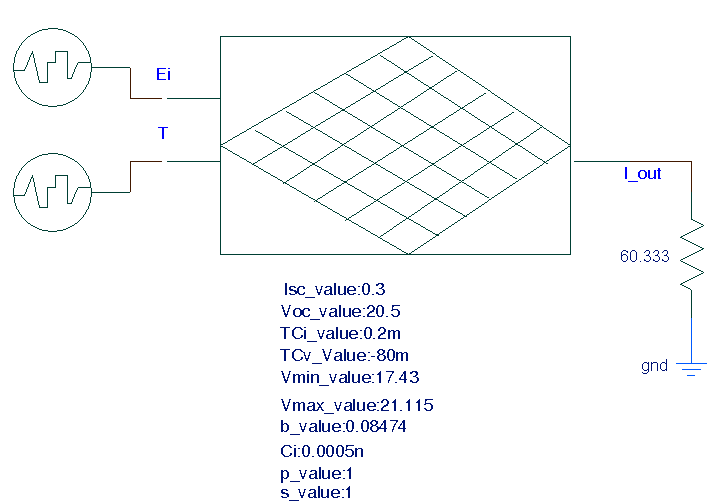 Ei
T
I_out
60.333
gnd
Isc_value:0.3
Voc_value:20.5
TCi_value:0.2m
TCv_Value:-80m
Vmin_value:17.43
Vmax_value:21.115
b_value:0.08474
Ci:0.0005n
p_value:1
s_value:1